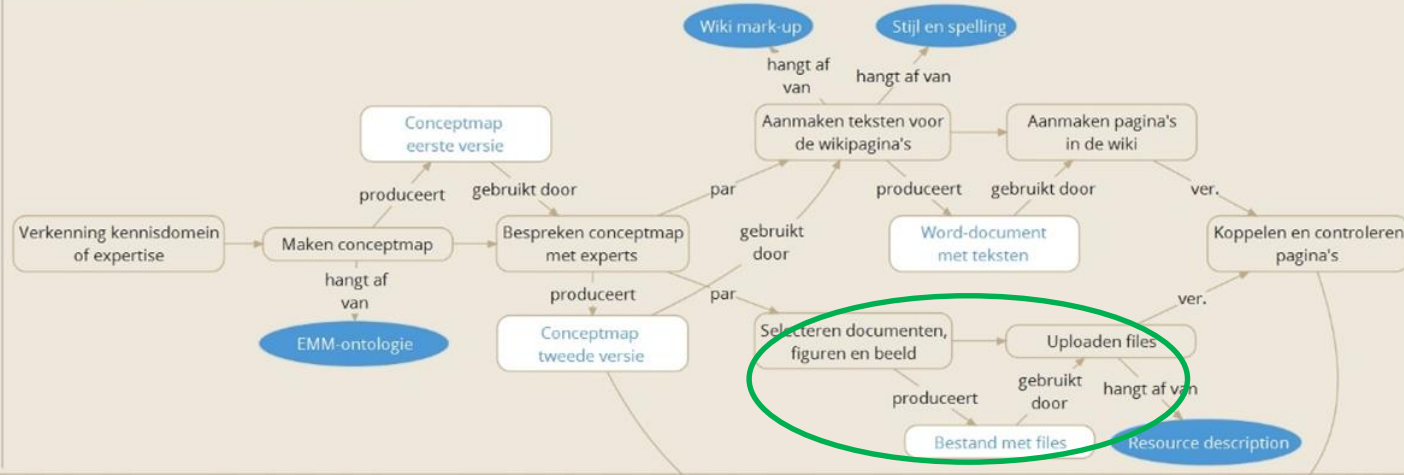 Wiki mark-up
Stijl en spelling
hangt af
van
hangt af van
Conceptmap
eerste versie
Aanmaken teksten voor
de wikipagina's
Aanmaken pagina's
in de wiki
produceert
gebruikt door
par
produceert
gebruikt door
ver.
Verkenning kennisdomein
of expertise
Maken conceptmap
Bespreken conceptmap
met experts
gebruikt
door
Word-document
met teksten
Koppelen en controleren
pagina's
hangt af
van
produceert
par
ver.
EMM-ontologie
Conceptmap
tweede versie
Selecteren documenten,
figuren en beeld
Uploaden files
produceert
gebruikt
door
hangt af van
Bestand met files
Resource description